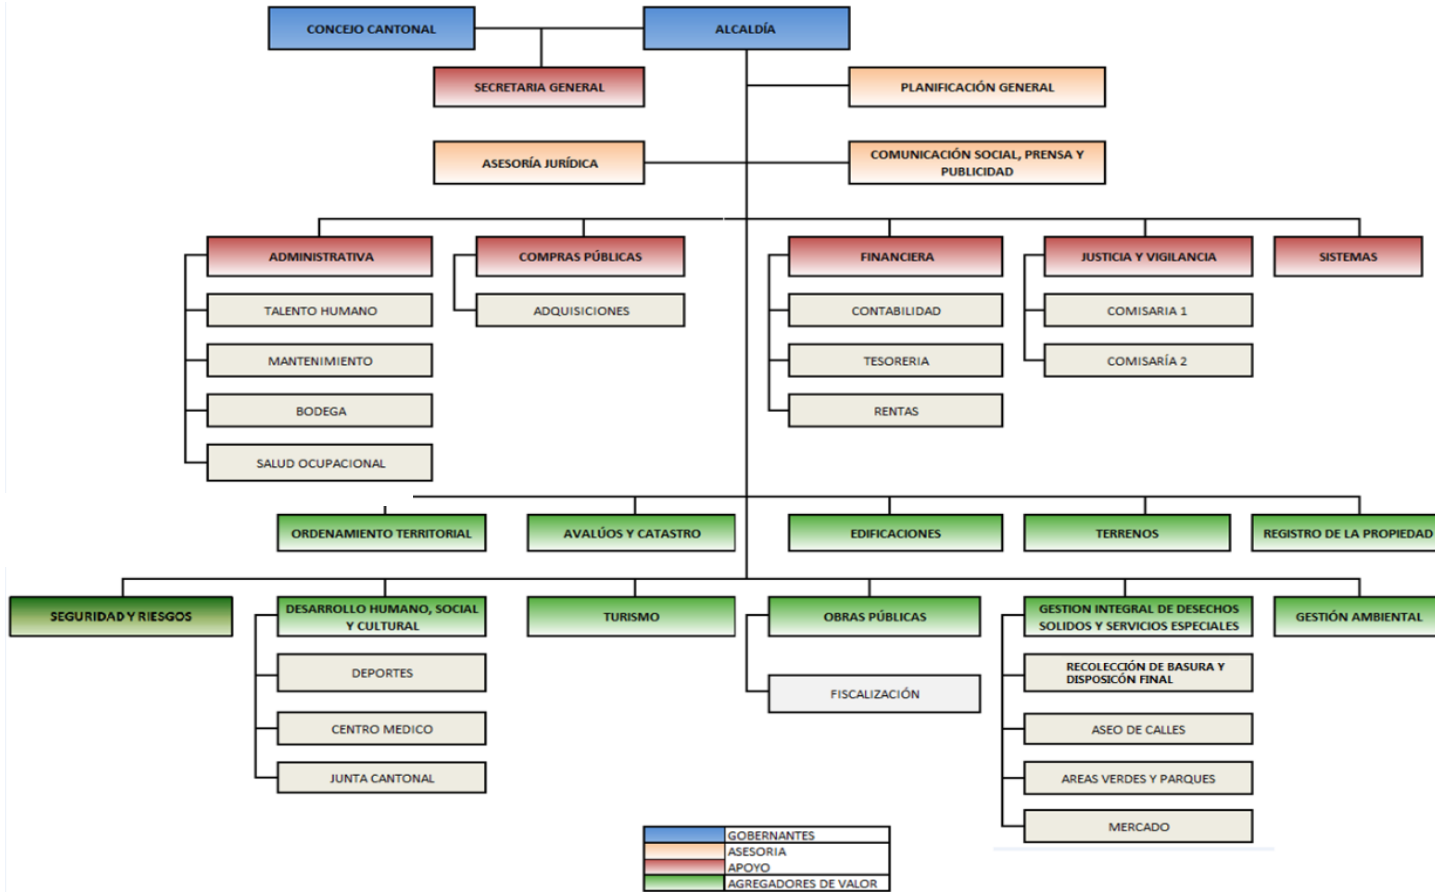 CONCEJO CANTONAL
ALCALDÍA
SECRETARIA GENERAL
PLANIFICACIÓN GENERAL
ASESORÍA JURÍDICA
COMUNICACIÓN SOCIAL, PRENSA Y
PUBLICIDAD
ADMINISTRATIVA
COMPRAS PÚBLICAS
FINANCIERA
JUSTICIA Y VIGILANCIA
SISTEMAS
TALENTO HUMANO
ADQUISICIONES
CONTABILIDAD
COMISARIA 1
MANTENIMIENTO
TESORERIA
COMISARÍA 2
BODEGA
RENTAS
SALUD OCUPACIONAL
ORDENAMIENTO TERRITORIAL
AVALÚOS Y CATASTRO
EDIFICACIONES
TERRENOS
REGISTRO DE LA PROPIEDAD
SEGURIDAD Y RIESGOS
DESARROLLO HUMANO, SOCIAL
Y CULTURAL
TURISMO
OBRAS PÚBLICAS
GESTION INTEGRAL DE DESECHOS
SOLIDOS Y SERVICIOS ESPECIALES
GESTIÓN AMBIENTAL
DEPORTES
FISCALIZACIÓN
RECOLECCIÓN DE BASURA Y
DISPOSICÓN FINAL
CENTRO MEDICO
ASEO DE CALLES
JUNTA CANTONAL
AREAS VERDES Y PARQUES
MERCADO
GOBERNANTES
ASESORIA
APOYO
AGREGADORES DE VALOR